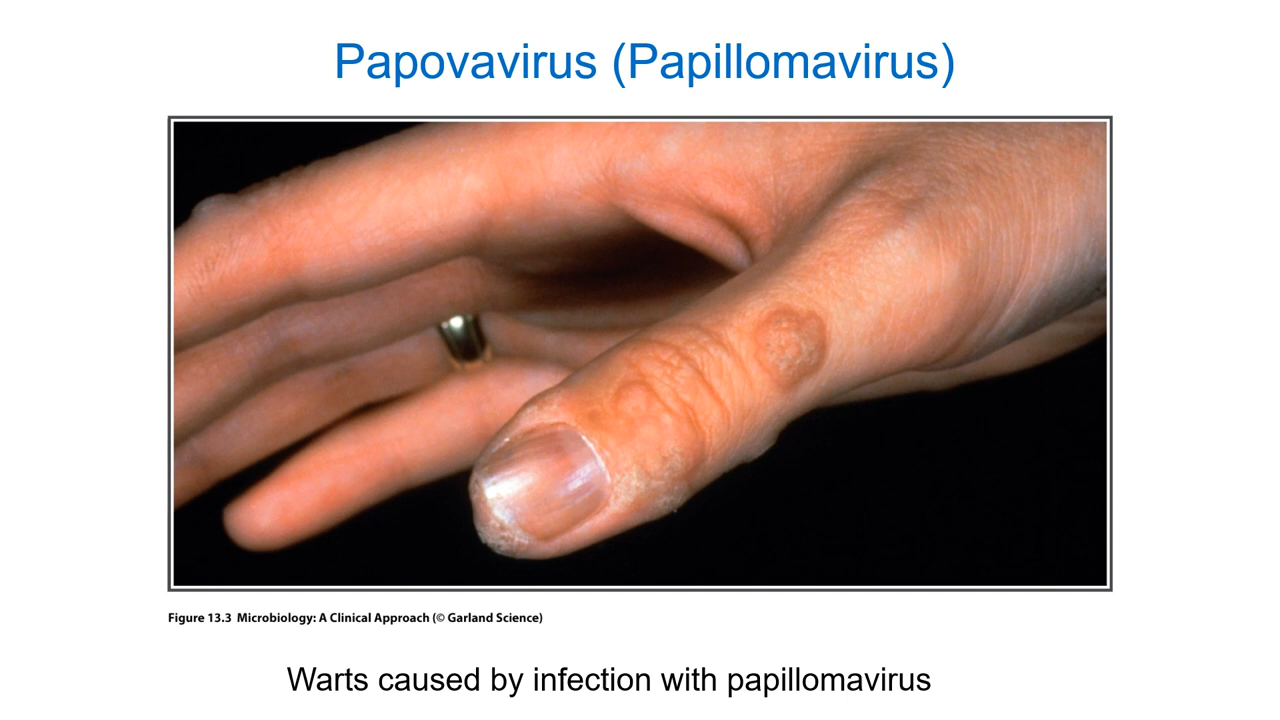 Papovavirus (Papillomavirus)
Figure 13.3 Microbiology: A Clinical Approach (© Garland Science)
Warts caused by infection with papillomavirus